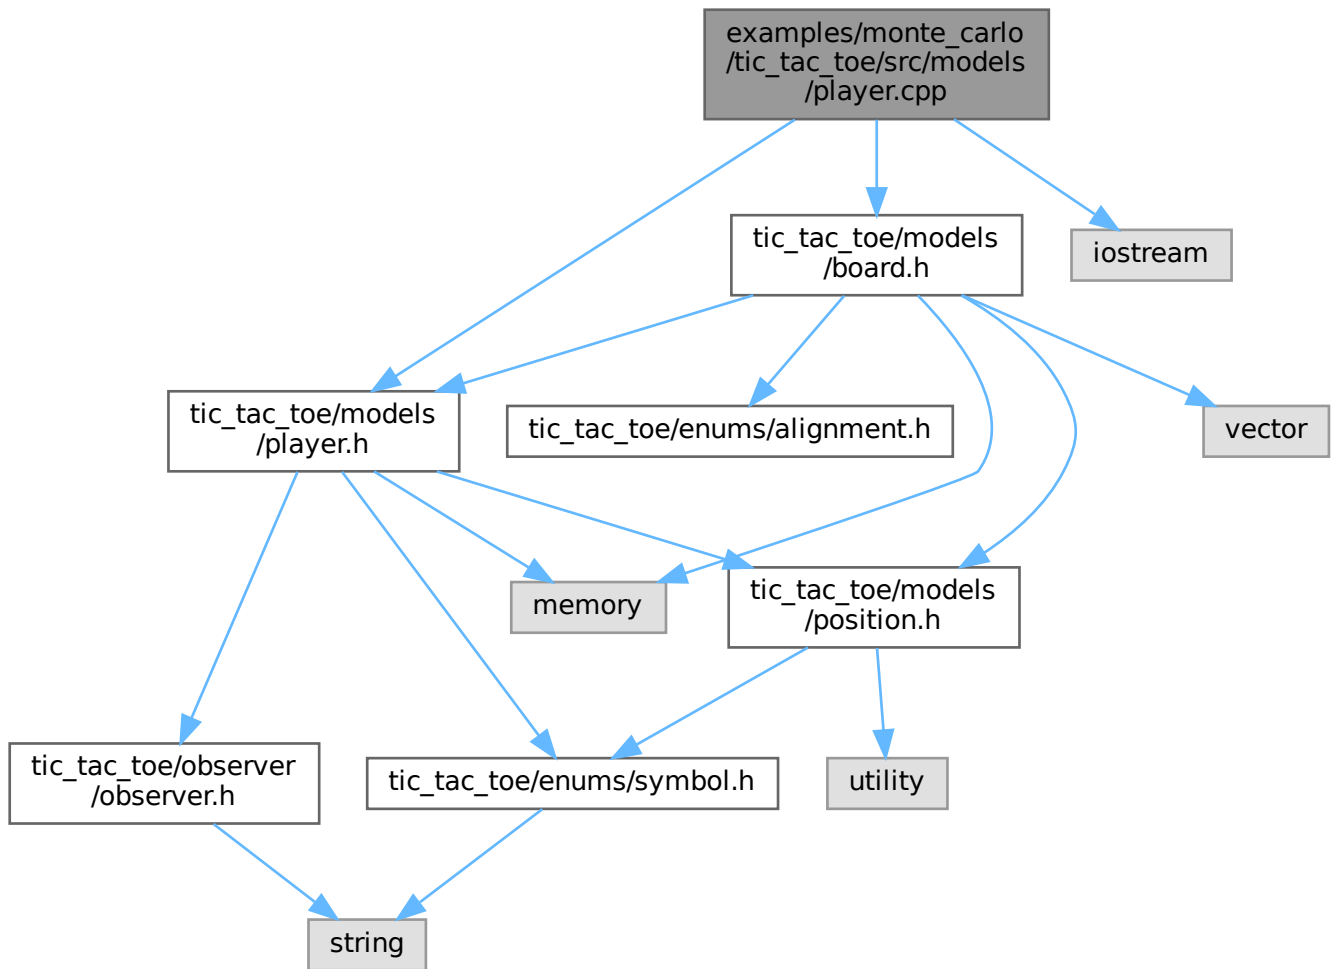 examples/monte_carlo
/tic_tac_toe/src/models
/player.cpp
tic_tac_toe/models
/board.h
iostream
tic_tac_toe/models
/player.h
tic_tac_toe/enums/alignment.h
vector
memory
tic_tac_toe/models
/position.h
tic_tac_toe/observer
/observer.h
tic_tac_toe/enums/symbol.h
utility
string